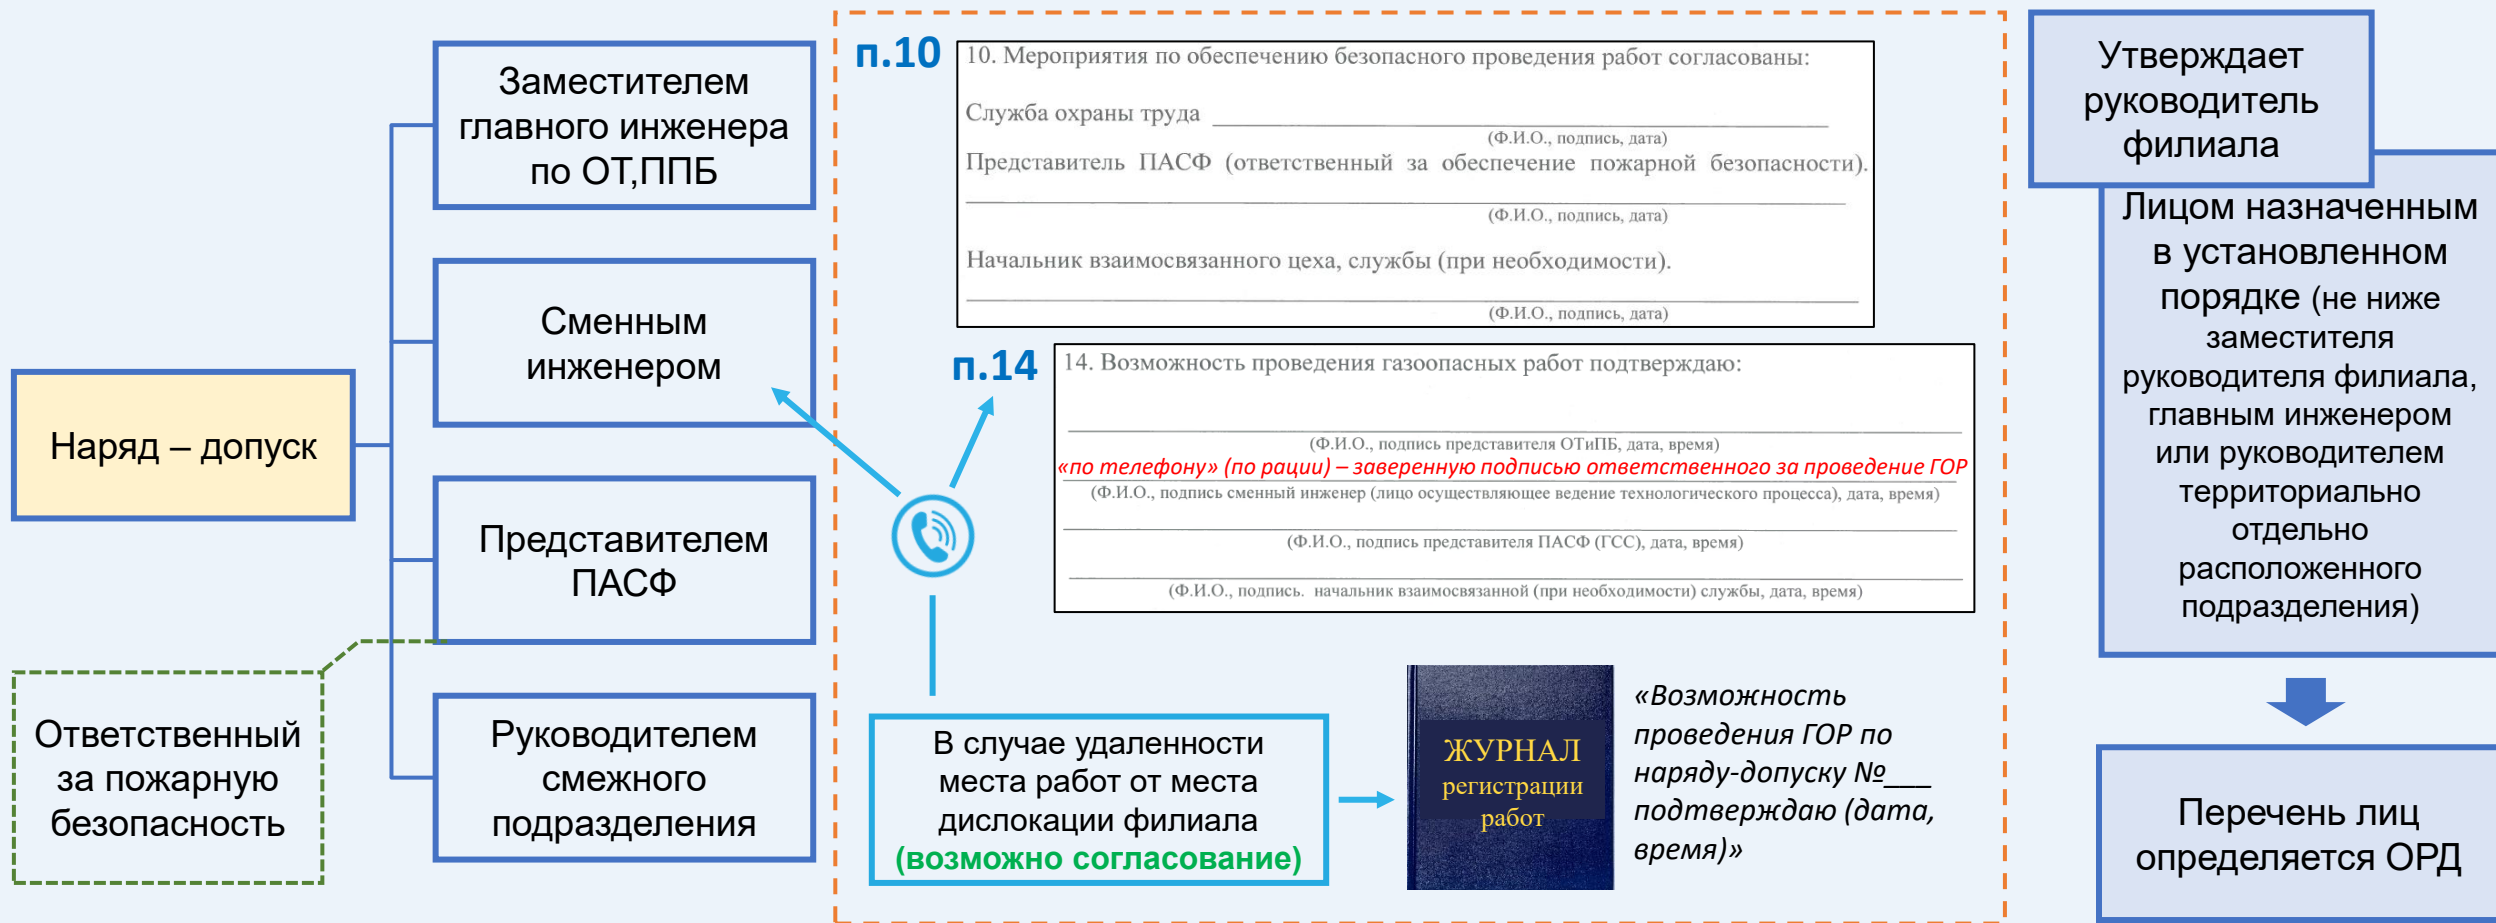 Наряд – допуск
Заместителем
главного инженера
по ОТ,ППБ
Сменным
инженером
Представителем
ПАСФ
Руководителем
смежного
подразделения
Ответственный
за пожарную
безопасность
п.10
10. Мероприятия по обеспечению безопасного проведения работ согласованы:
Служба охраны труда
(Ф.И.О., подпись, дата)
Представитель ПАСФ (ответственный за обеспечение пожарной безопасности).
(Ф.И.О., подпись, дата)
Начальник взаимосвязанного цеха, службы (при необходимости).
(Ф.И.О., подпись, дата)
п.14
14. Возможность проведения газоопасных работ подтверждаю:
(Ф.И.О., подпись представителя ОТиПБ, дата, время)
«по телефону» (по рации) – заверенную подписью ответственного за проведение ГОР
(Ф.И.О., подпись сменный инженер (лицо осуществляющее ведение технологического процесса), дата, время)
(Ф.И.О., подпись представителя ПАСФ (ГСС), дата, время)
(Ф.И.О., подпись. начальник взаимосвязанной (при необходимости) службы, дата, время)
В случае удаленности
места работ от места
дислокации филиала
(возможно согласование)
ЖУРНАЛ
регистрации
работ
«Возможность
проведения ГОР по
наряду-допуску №___
подтверждаю (дата,
время)»
Утверждает
руководитель
филиала
Лицом назначенным
в установленном
порядке (не ниже
заместителя
руководителя филиала,
главным инженером
или руководителем
территориально
отдельно
расположенного
подразделения)
Перечень лиц
определяется ОРД